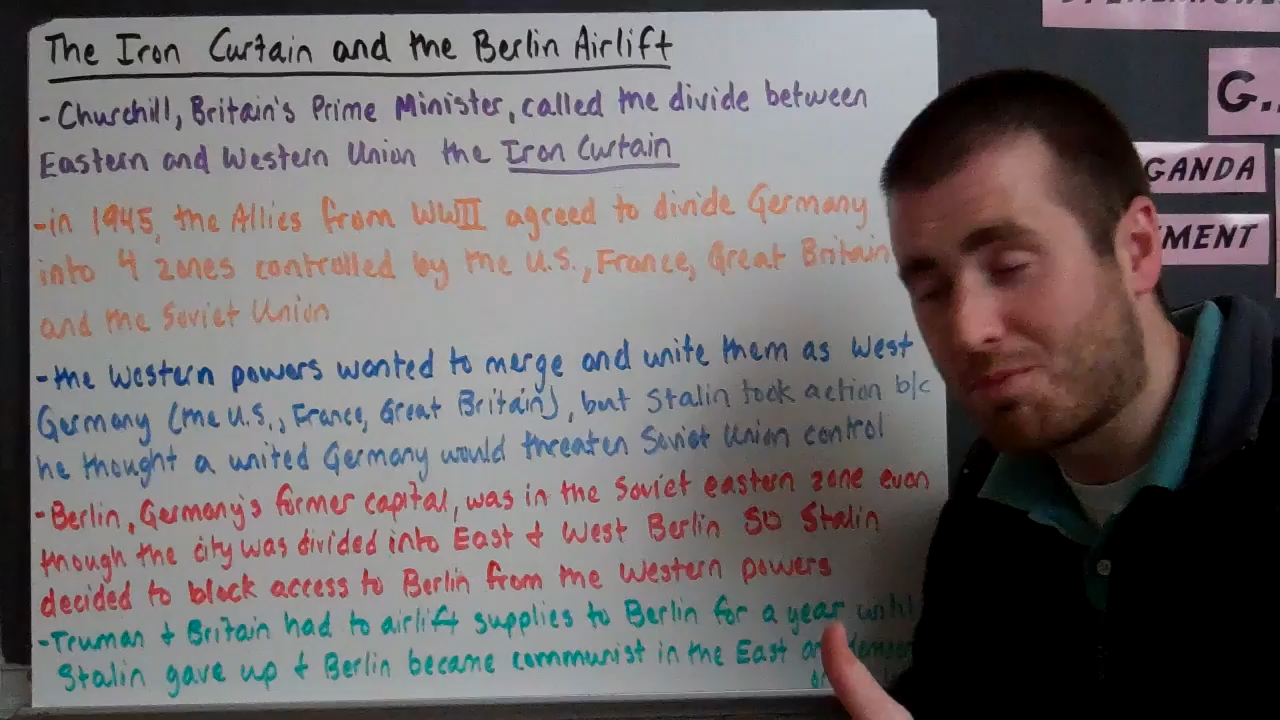 The Iron Curtain and the Berlin Airlift
- Churchill, Britain's Prime Minister, called the divide between
Eastern and Western Union the Iron Curtain
- in 1945, the Allies from WWII agreed to divide Germany
into 4 zones controlled by the U.S., France, Great Britain
and the Soviet Union
- the Western powers wanted to merge and unite them as West
Germany (the U.S., France, Great Britain), but Stalin took action b/c
he thought a united Germany would threaten Soviet Union control
- Berlin, Germany's former capital, was in the Soviet eastern zone even
though the city was divided into East & West Berlin so Stalin
decided to block access to Berlin from the Western powers
- Truman & Britain had to airlift supplies to Berlin for a year
Stalin gave up & Berlin became communist in the East
G.
GANDA
MENT